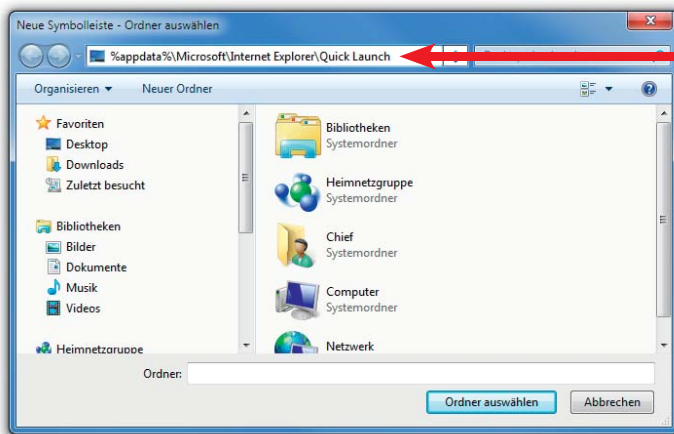 Neue Symbolleiste - Ordner auswählen
%appdata%\Microsoft\Internet Explorer\Quick Launch
Organisieren
Neuer Ordner
Favoriten
Desktop
Downloads
Zuletzt besucht
Bibliotheken
Bilder
Dokumente
Musik
Videos
Heimnetzgruppe
Bibliotheken
Systemordner
Heimnetzgruppe
Systemordner
Chief
Systemordner
Computer
Systemordner
Netzwerk
Ordner:
Ordner auswählen
Abbrechen